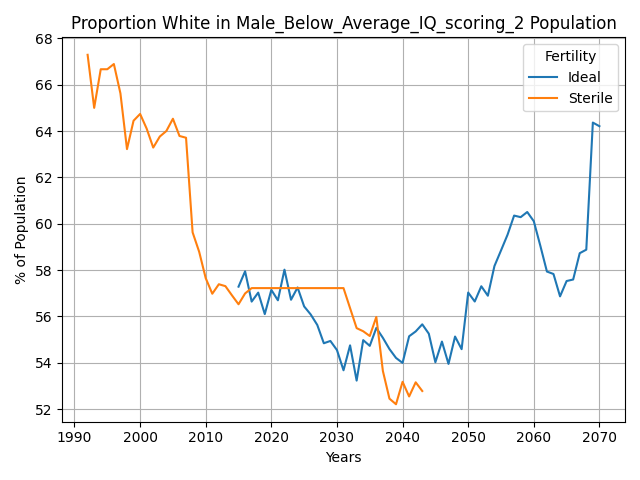 Proportion White in Male_Below_Average_IQ_scoring_2 Population
68
66
64
62
60
58
56
54
52
% of Population
Fertility
Ideal
Sterile
1990 2000 2010 2020 2030 2040 2050 2060 2070
Years